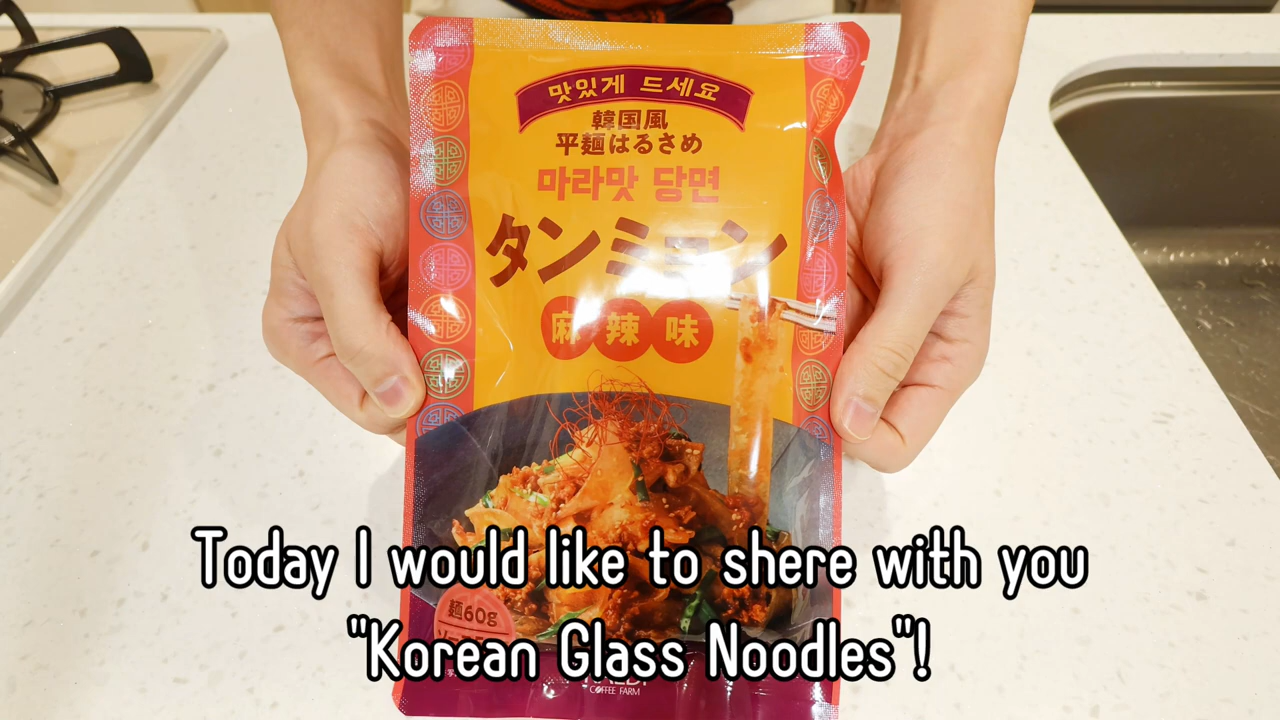 맛있게 드세요
韓国風
平麺はるさめ
마라맛 당면
タンミョン
麻辣味
Today I would like to shere with you
"Korean Glass Noodles"!
麺60g
COFFEE FARM